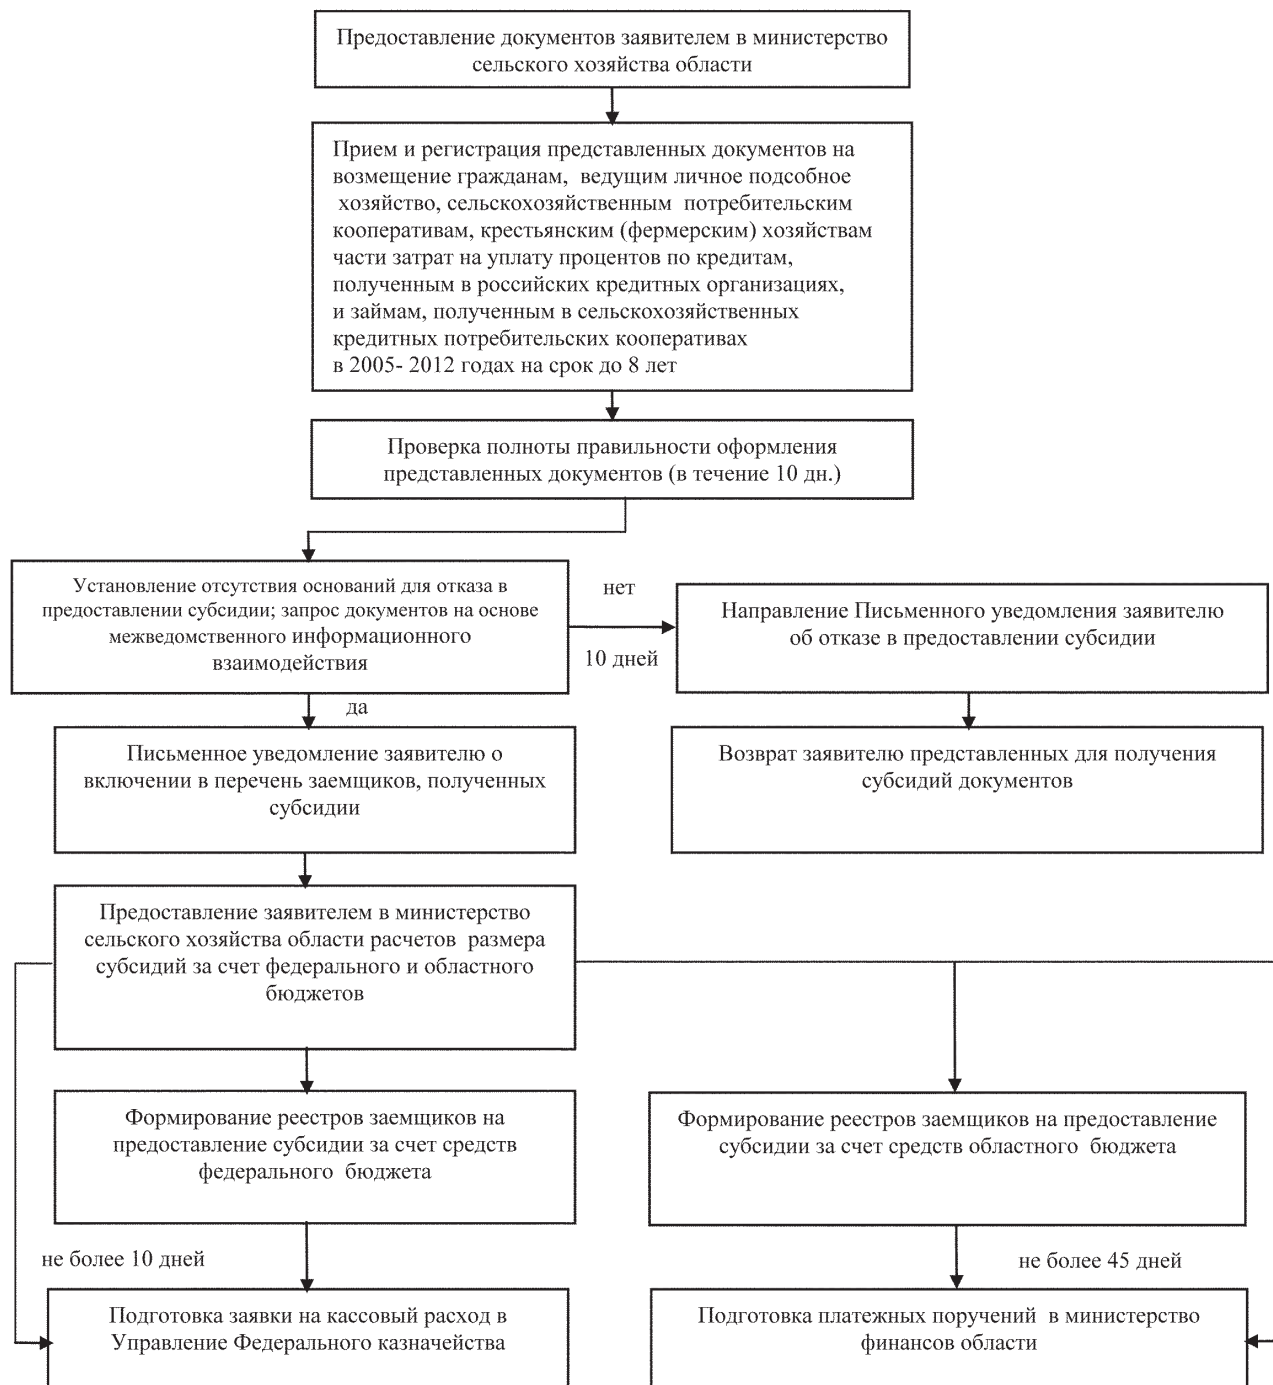 Предоставление документов заявителем в министерство
сельского хозяйства области
Прием и регистрация представленных документов на
возмещение гражданам, ведущим личное подсобное
хозяйство, сельскохозяйственным потребительским
кооперативам, крестьянским (фермерским) хозяйствам
части затрат на уплату процентов по кредитам,
полученным в российских кредитных организациях,
и займам, полученным в сельскохозяйственных
кредитных потребительских кооперативах
в 2005- 2012 годах на срок до 8 лет
Проверка полноты правильности оформления
представленных документов (в течение 10 дн.)
Установление отсутствия оснований для отказа в
предоставлении субсидии; запрос документов на основе
межведомственного информационного
взаимодействия
нет
10 дней
Направление Письменного уведомления заявителю
об отказе в предоставлении субсидии
да
Письменное уведомление заявителю о
включении в перечень заемщиков, полученных
субсидии
Возврат заявителю представленных для получения
субсидий документов
Предоставление заявителем в министерство
сельского хозяйства области расчетов размера
субсидий за счет федерального и областного
бюджетов
Формирование реестров заемщиков на
предоставление субсидии за счет средств
федерального бюджета
Формирование реестров заемщиков на предоставление
субсидии за счет средств областного бюджета
не более 10 дней
не более 45 дней
Подготовка заявки на кассовый расход в
Управление Федерального казначейства
Подготовка платежных поручений в министерство
финансов области